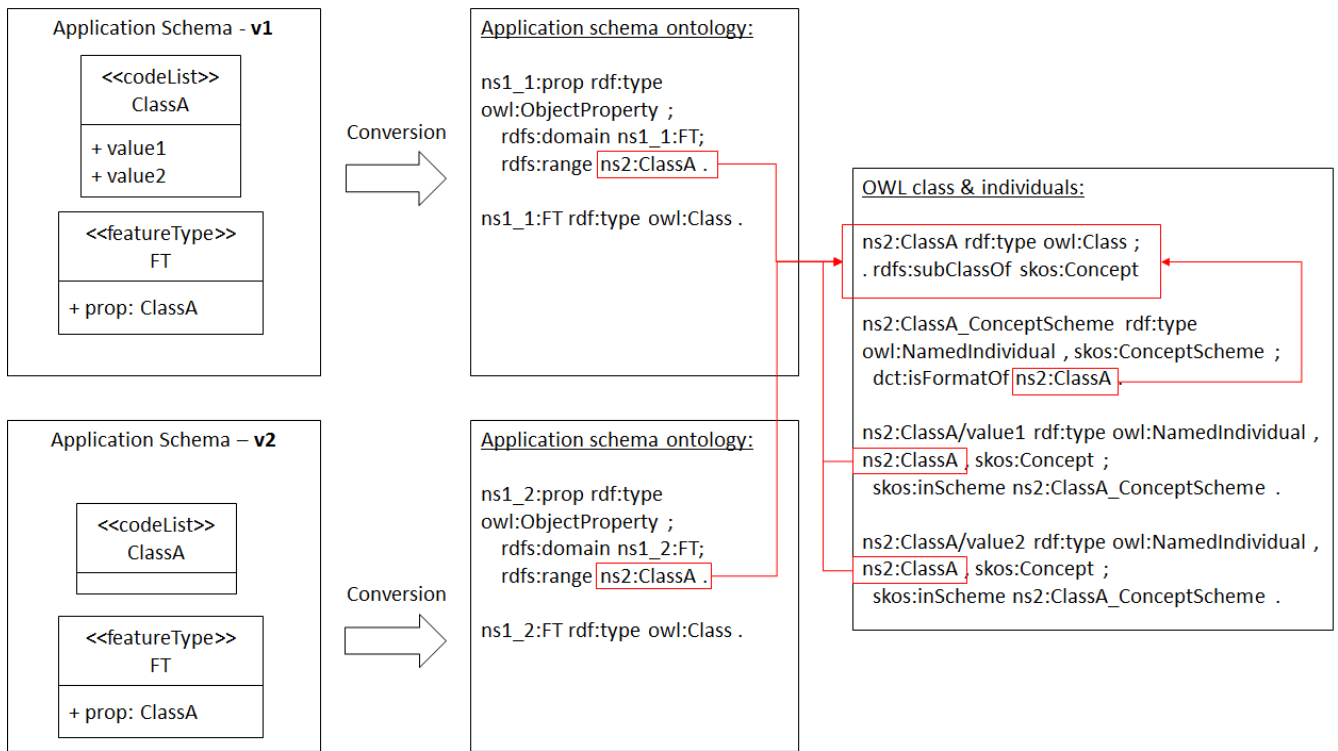 Application Schema - v1
<<codeList>>
ClassA
+ value1
+ value2
<<featureType>>
FT
+ prop: ClassA
Conversion
Application schema ontology:
ns1_1:prop rdf:type
owl:ObjectProperty ;
rdfs:domain ns1_1:FT;
rdfs:range ns2:ClassA .
ns1_1:FT rdf:type owl:Class .
Application Schema – v2
<<codeList>>
ClassA
<<featureType>>
FT
+ prop: ClassA
Conversion
Application schema ontology:
ns1_2:prop rdf:type
owl:ObjectProperty ;
rdfs:domain ns1_2:FT;
rdfs:range ns2:ClassA .
ns1_2:FT rdf:type owl:Class .
OWL class & individuals:
ns2:ClassA rdf:type owl:Class ;
. rdfs:subClassOf skos:Concept
ns2:ClassA_ConceptScheme rdf:type
owl:NamedIndividual , skos:ConceptScheme ;
dct:isFormatOf ns2:ClassA .
ns2:ClassA/value1 rdf:type owl:NamedIndividual ,
ns2:ClassA , skos:Concept ;
skos:inScheme ns2:ClassA_ConceptScheme .
ns2:ClassA/value2 rdf:type owl:NamedIndividual ,
ns2:ClassA , skos:Concept ;
skos:inScheme ns2:ClassA_ConceptScheme .